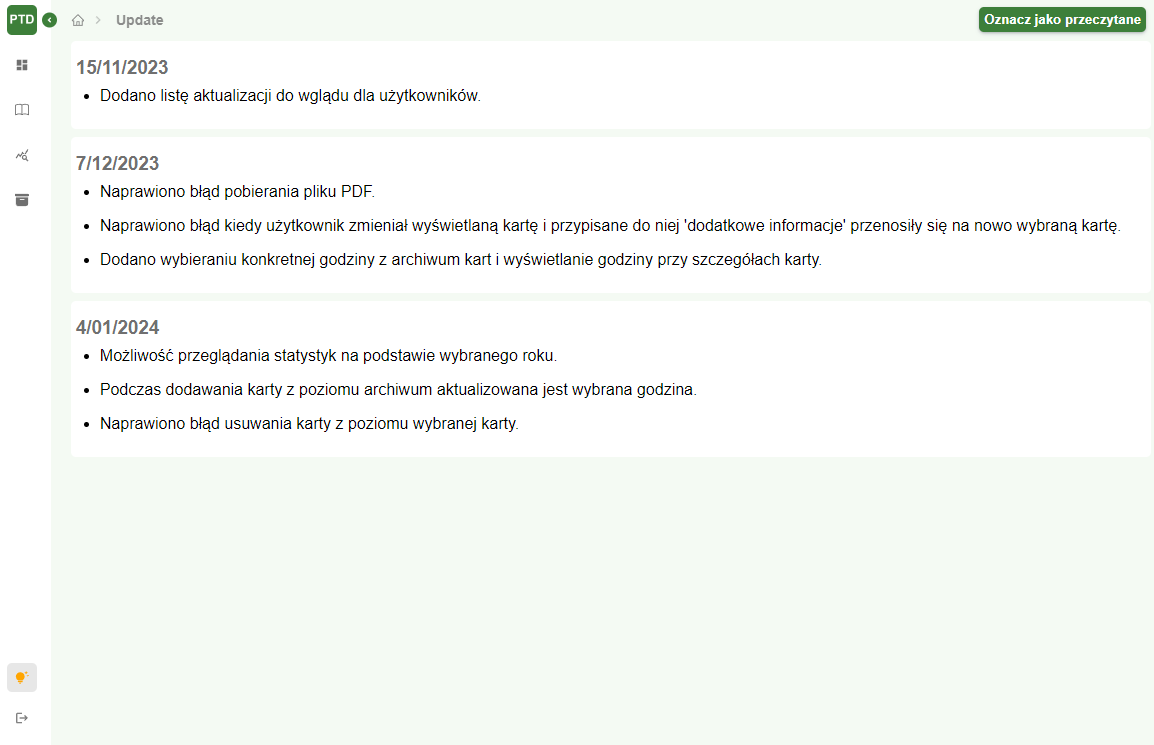 PTD
Update
Oznacz jako przeczytane
15/11/2023
Dodano listę aktualizacji do wglądu dla użytkowników.
7/12/2023
Naprawiono błąd pobierania pliku PDF.
Naprawiono błąd kiedy użytkownik zmieniał wyświetlaną kartę i przypisane do niej 'dodatkowe informacje' przenosiły się na nowo wybraną kartę.
Dodano wybieraniu konkretnej godziny z archiwum kart i wyświetlanie godziny przy szczegółach karty.
4/01/2024
Możliwość przeglądania statystyk na podstawie wybranego roku.
Podczas dodawania karty z poziomu archiwum aktualizowana jest wybrana godzina.
Naprawiono błąd usuwania karty z poziomu wybranej karty.